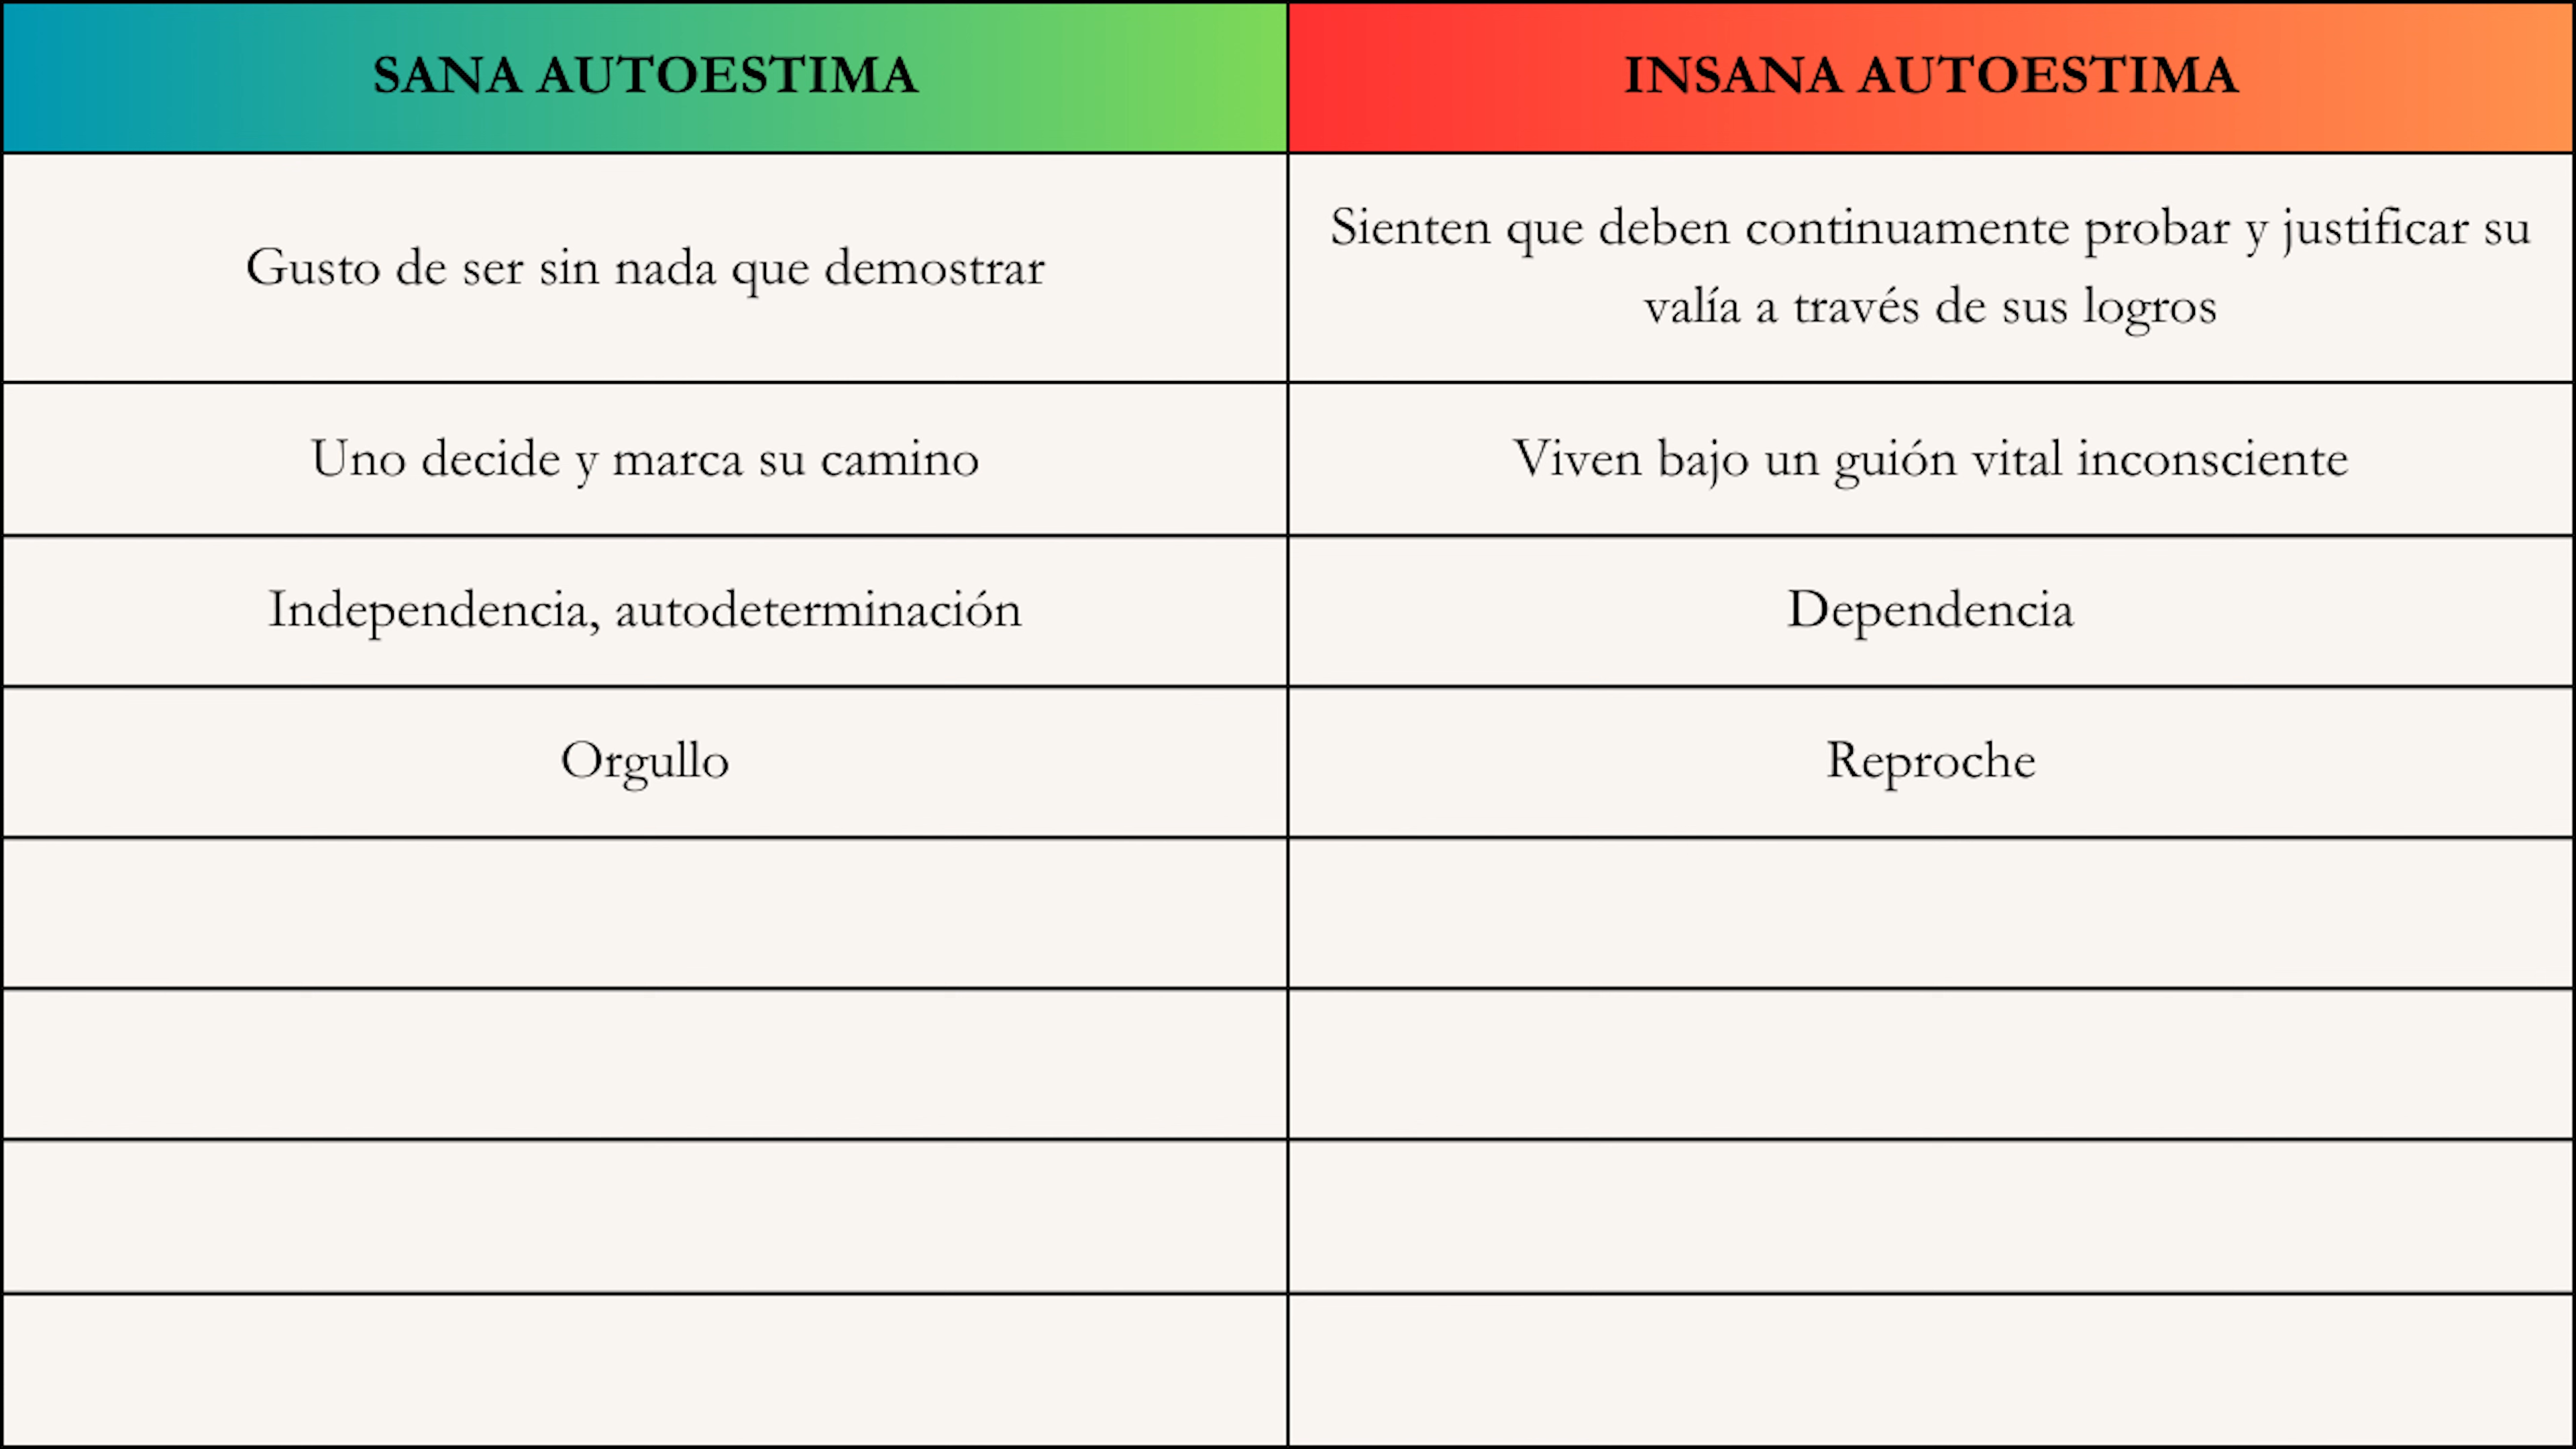 SANA AUTOESTIMA
INSANA AUTOESTIMA
Gusto de ser sin nada que demostrar
Sienten que deben continuamente probar y justificar su
valía a través de sus logros
Uno decide y marca su camino
Viven bajo un guión vital inconsciente
Independencia, autodeterminación
Dependencia
Orgullo
Reproche